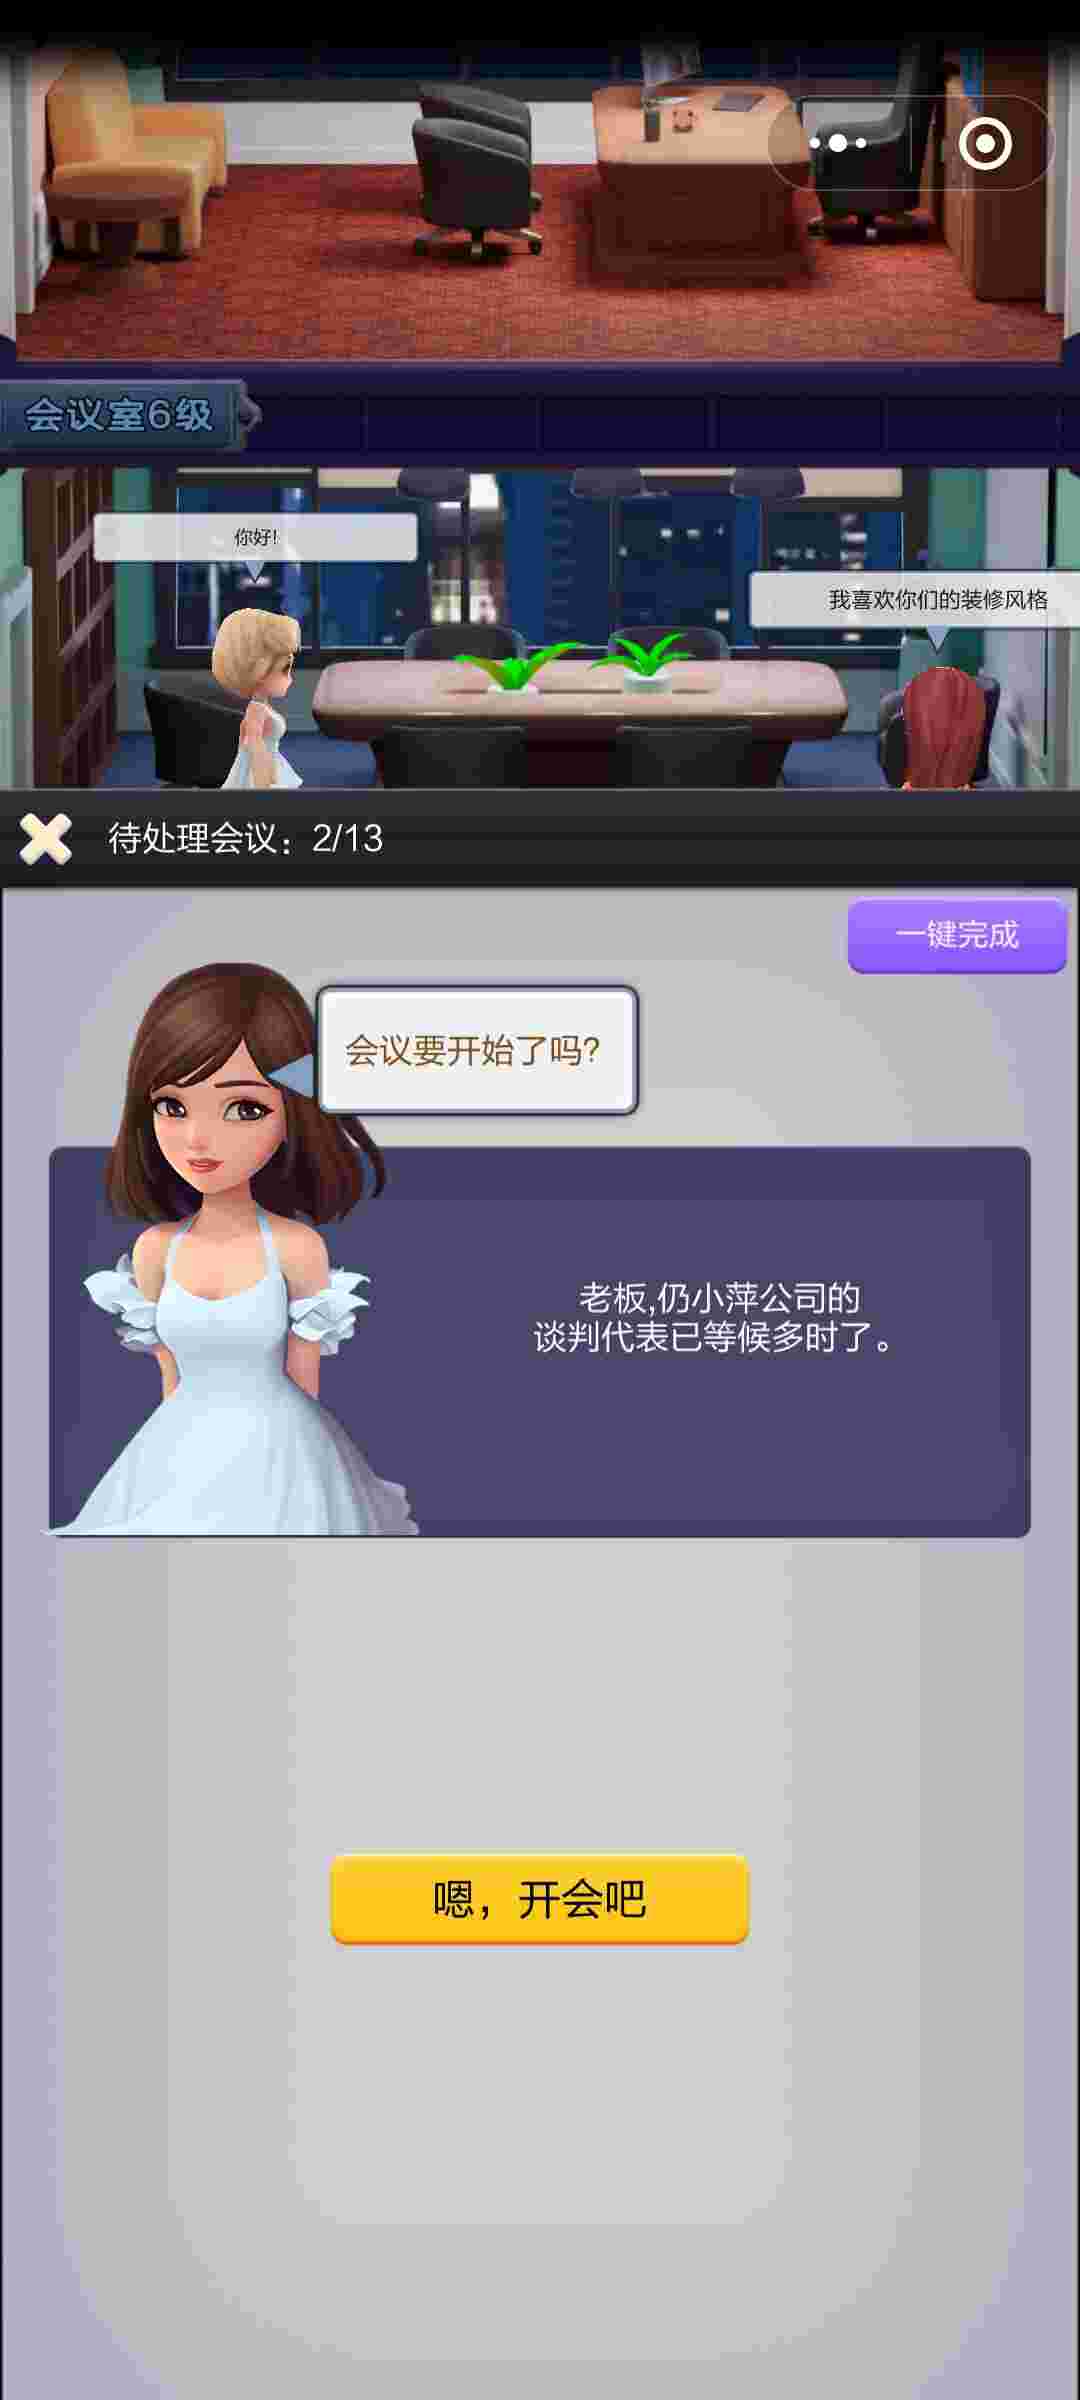 会议室6级
你好!
我喜欢你们的装修风格
待处理会议：2/13
一键完成
会议要开始了吗?
老板,仍小萍公司的
谈判代表已等候多时了。
嗯，开会吧